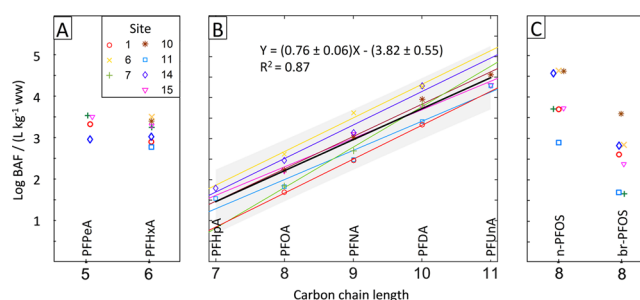 A
Site
1
10
6
11
7
14
15
B
Y = (0.76 ± 0.06)X - (3.82 ± 0.55)
R² = 0.87
C
Log BAF / (L kg⁻¹ ww)
5
4
3
2
1
PFPeA
PFHxA
PFHpA
PFOA
PFNA
PFDA
PFUnA
n-PFOS
br-PFOS
5
6
7
8
9
10
11
8
8
Carbon chain length